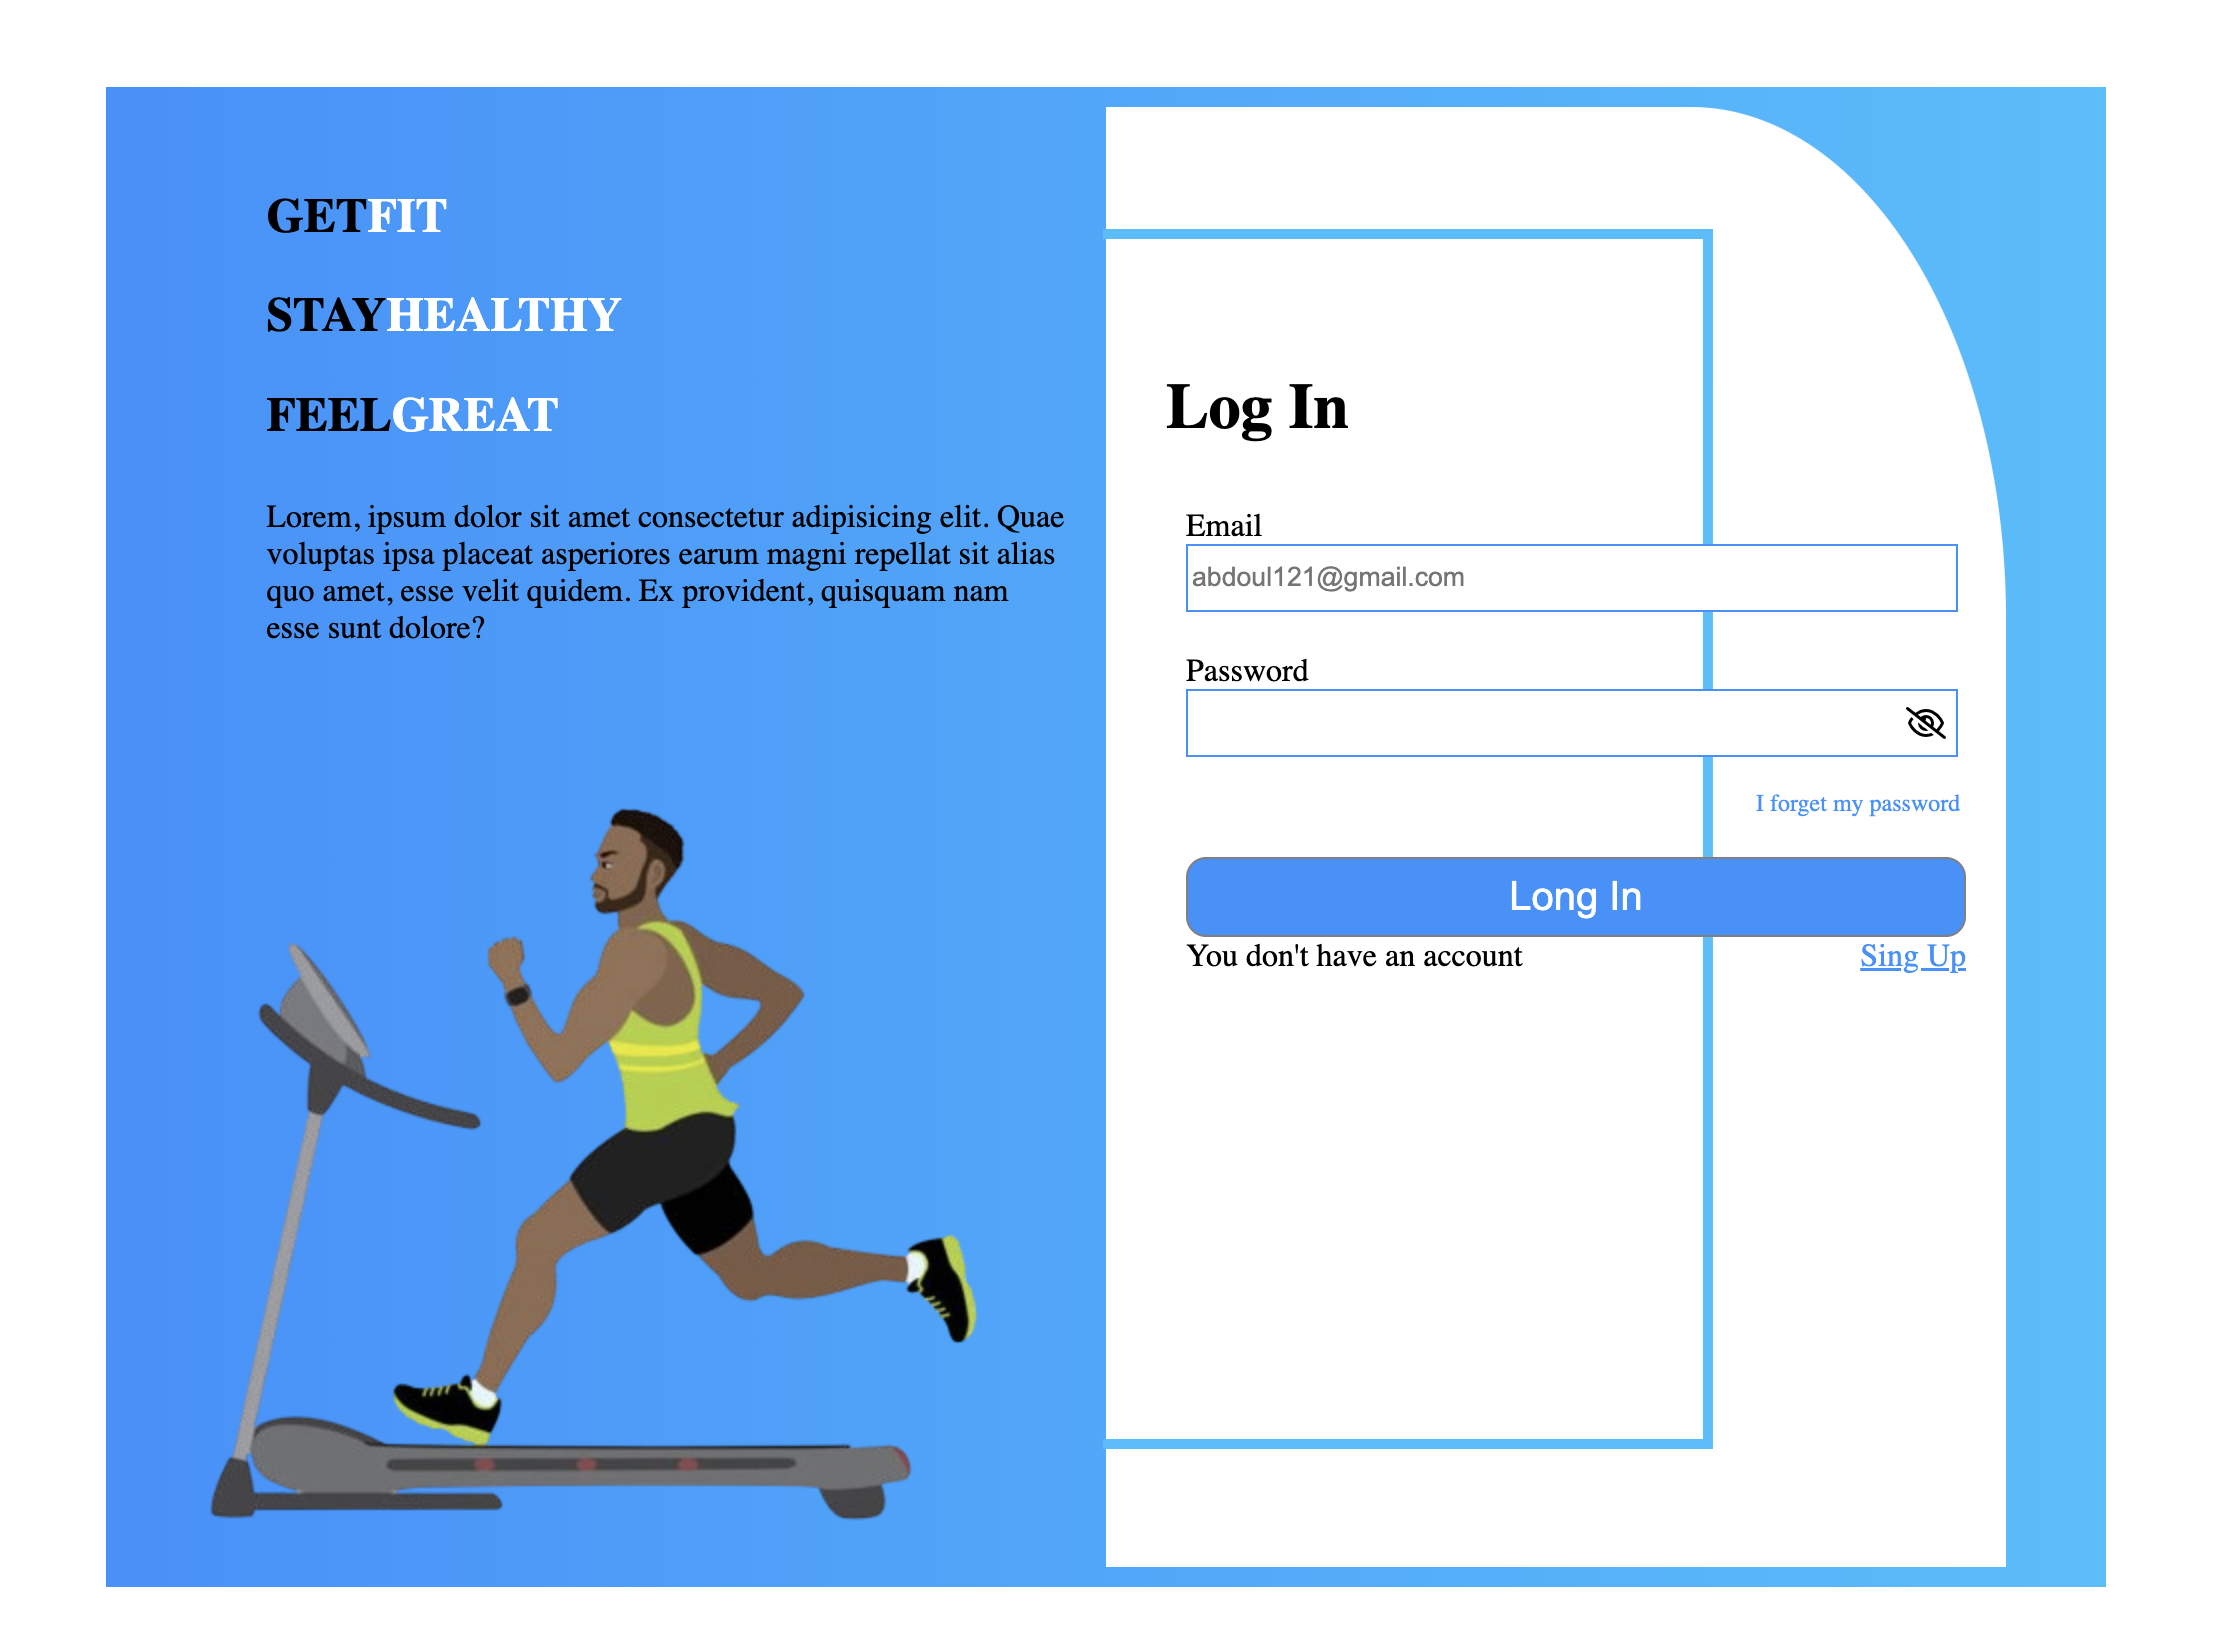 GETFIT
STAYHEALTHY
FEELGREAT
Lorem, ipsum dolor sit amet consectetur adipisicing elit. Quae
voluptas ipsa placeat asperiores earum magni repellat sit alias
quo amet, esse velit quidem. Ex provident, quisquam nam
esse sunt dolore?
Log In
Email
abdoul121@gmail.com
Password
I forget my password
Long In
You don't have an account
Sing Up